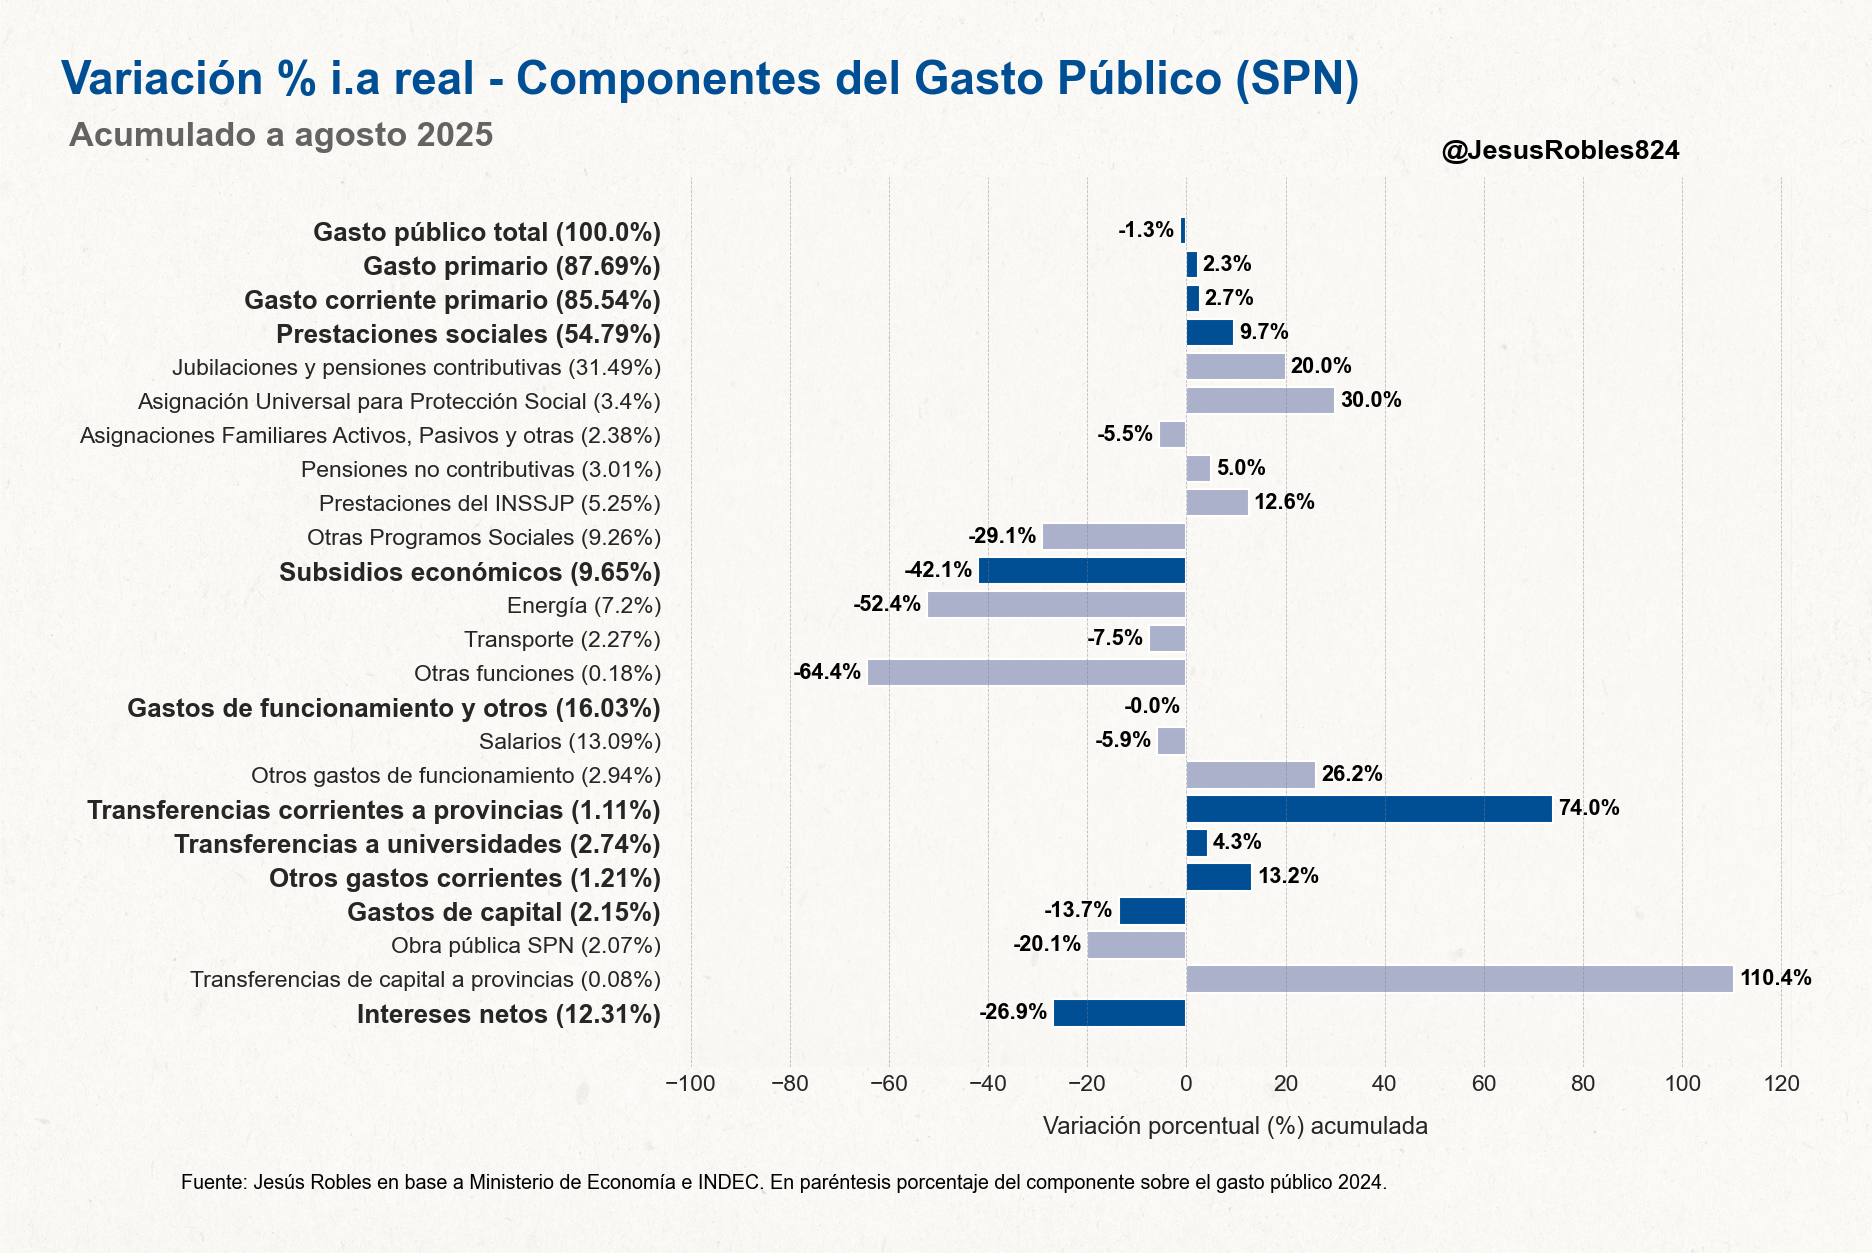 Variación % i.a real - Componentes del Gasto Público (SPN)
Acumulado a agosto 2025
@JesusRobles824
Gasto público total (100.0%) -1.3%
Gasto primario (87.69%) 2.3%
Gasto corriente primario (85.54%) 2.7%
Prestaciones sociales (54.79%) 9.7%
Jubilaciones y pensiones contributivas (31.49%) 20.0%
Asignación Universal para Protección Social (3.4%) 30.0%
Asignaciones Familiares Activos, Pasivos y otras (2.38%) -5.5%
Pensiones no contributivas (3.01%) 5.0%
Prestaciones del INSSJP (5.25%) 12.6%
Otras Programos Sociales (9.26%) -29.1%
Subsidios económicos (9.65%) -42.1%
Energía (7.2%) -52.4%
Transporte (2.27%) -7.5%
Otras funciones (0.18%) -64.4%
Gastos de funcionamiento y otros (16.03%) -0.0%
Salarios (13.09%) -5.9%
Otros gastos de funcionamiento (2.94%) 26.2%
Transferencias corrientes a provincias (1.11%) 74.0%
Transferencias a universidades (2.74%) 4.3%
Otros gastos corrientes (1.21%) 13.2%
Gastos de capital (2.15%) -13.7%
Obra pública SPN (2.07%) -20.1%
Transferencias de capital a provincias (0.08%) 110.4%
Intereses netos (12.31%) -26.9%
−100 −80 −60 −40 −20 0 20 40 60 80 100 120
Variación porcentual (%) acumulada
Fuente: Jesús Robles en base a Ministerio de Economía e INDEC. En paréntesis porcentaje del componente sobre el gasto público 2024.